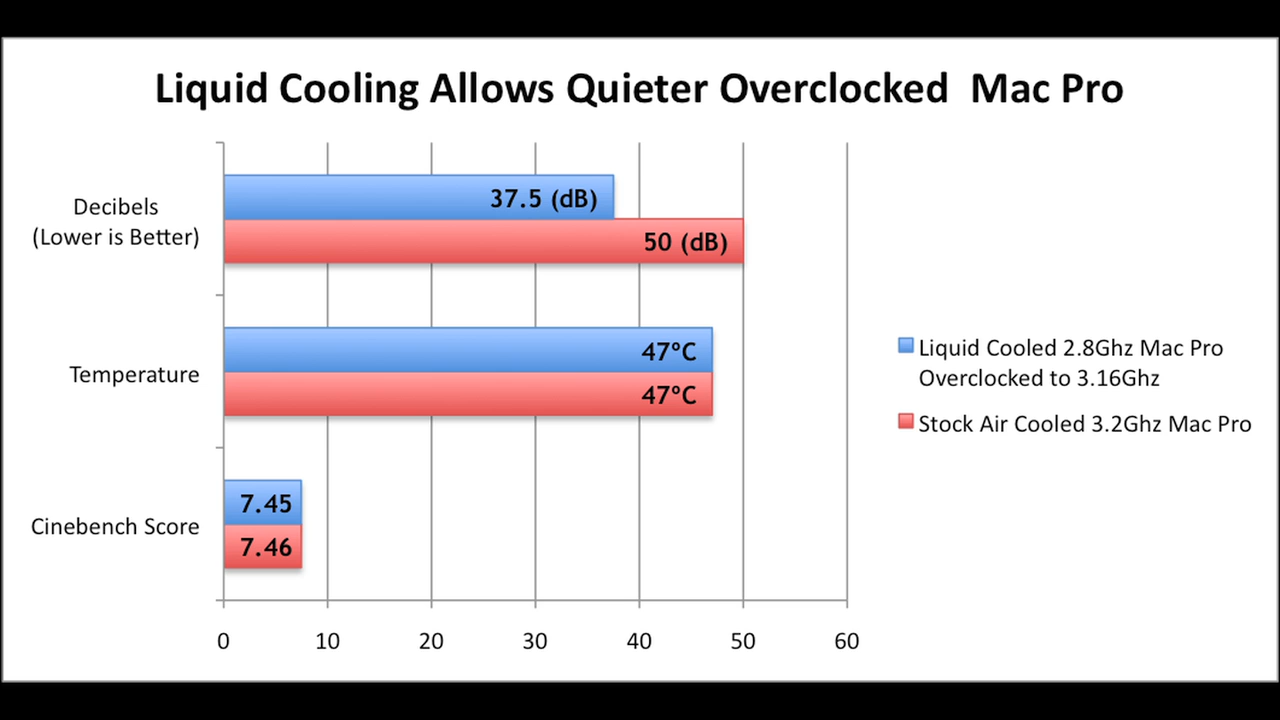 Liquid Cooling Allows Quieter Overclocked  Mac Pro
Decibels
(Lower is Better)
37.5 (dB)
50 (dB)
Temperature
47°C
47°C
Cinebench Score
7.45
7.46
0 10 20 30 40 50 60
Liquid Cooled 2.8Ghz Mac Pro
Overclocked to 3.16Ghz
Stock Air Cooled 3.2Ghz Mac Pro